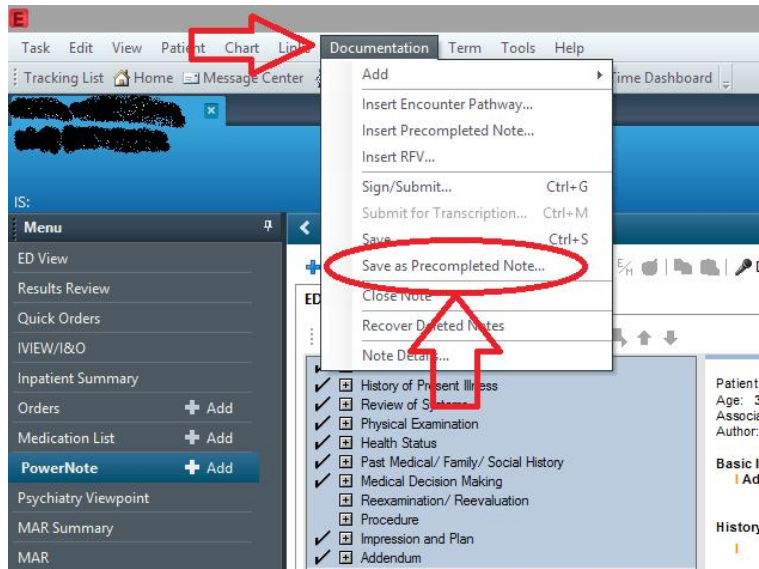 E
Task Edit View Patient Chart Links Documentation Term Tools Help
Tracking List Home Message Center Time Dashboard
Add
Insert Encounter Pathway...
Insert Precompleted Note...
Insert RFV...
IS:
Sign/Submit... Ctrl+G
Submit for Transcription... Ctrl+M
Save Ctrl+S
Save as Precompleted Note...
Close Note
Recover Deleted Notes
Note Details...
Menu
ED View
Results Review
Quick Orders
IVIEW/I&O
Inpatient Summary
Orders Add
Medication List Add
PowerNote Add
Psychiatry Viewpoint
MAR Summary
MAR
E/M
ED
History of Present Illness
Review of Systems
Physical Examination
Health Status
Past Medical/ Family/ Social History
Medical Decision Making
Reexamination/ Reevaluation
Procedure
Impression and Plan
Addendum
Patient
Age: 3
Associa
Author:
Basic I
Ad
History